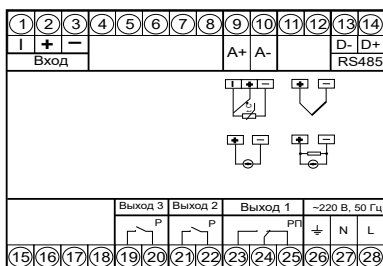 1 2 3 4 5 6 7 8 9 10 11 12 13 14
I + − A+ A- D- D+
Вход RS485
I + − + −
+ − + −
Выход 3 Выход 2 Выход 1 ~220 В, 50 Гц
Р Р РП N L
15 16 17 18 19 20 21 22 23 24 25 26 27 28